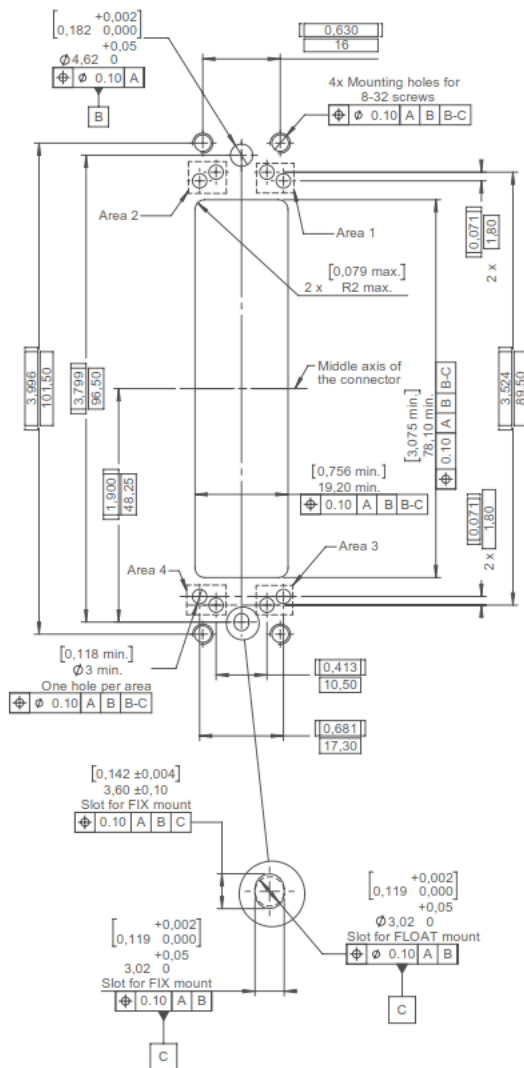 +0,002
[0,182 0,000]
+0,05
Ø4,62 0
⌖ Ø 0.10 A
B
0,630
16
4x Mounting holes for
8-32 screws
⌖ Ø 0.10 A B B-C
Area 2
Area 1
[0,079 max.]
2 x R2 max.
0,071
1,80
2 x
3,996
101,50
3,799
96,50
Middle axis of
the connector
[3,075 min.]
78,10 min.
⌖ 0.10 A B B-C
3,524
89,50
1,900
48,25
[0,756 min.]
19,20 min.
⌖ 0.10 A B B-C
0,071
1,80
2 x
Area 4
Area 3
[0,118 min.]
Ø3 min.
One hole per area
⌖ Ø 0.10 A B B-C
0,413
10,50
0,681
17,30
[0,142 ±0,004]
3,60 ±0,10
Slot for FIX mount
⌖ 0.10 A B C
+0,002
[0,119 0,000]
+0,05
Ø3,02 0
Slot for FLOAT mount
⌖ Ø 0.10 A B
C
+0,002
[0,119 0,000]
+0,05
3,02 0
Slot for FIX mount
⌖ 0.10 A B
C